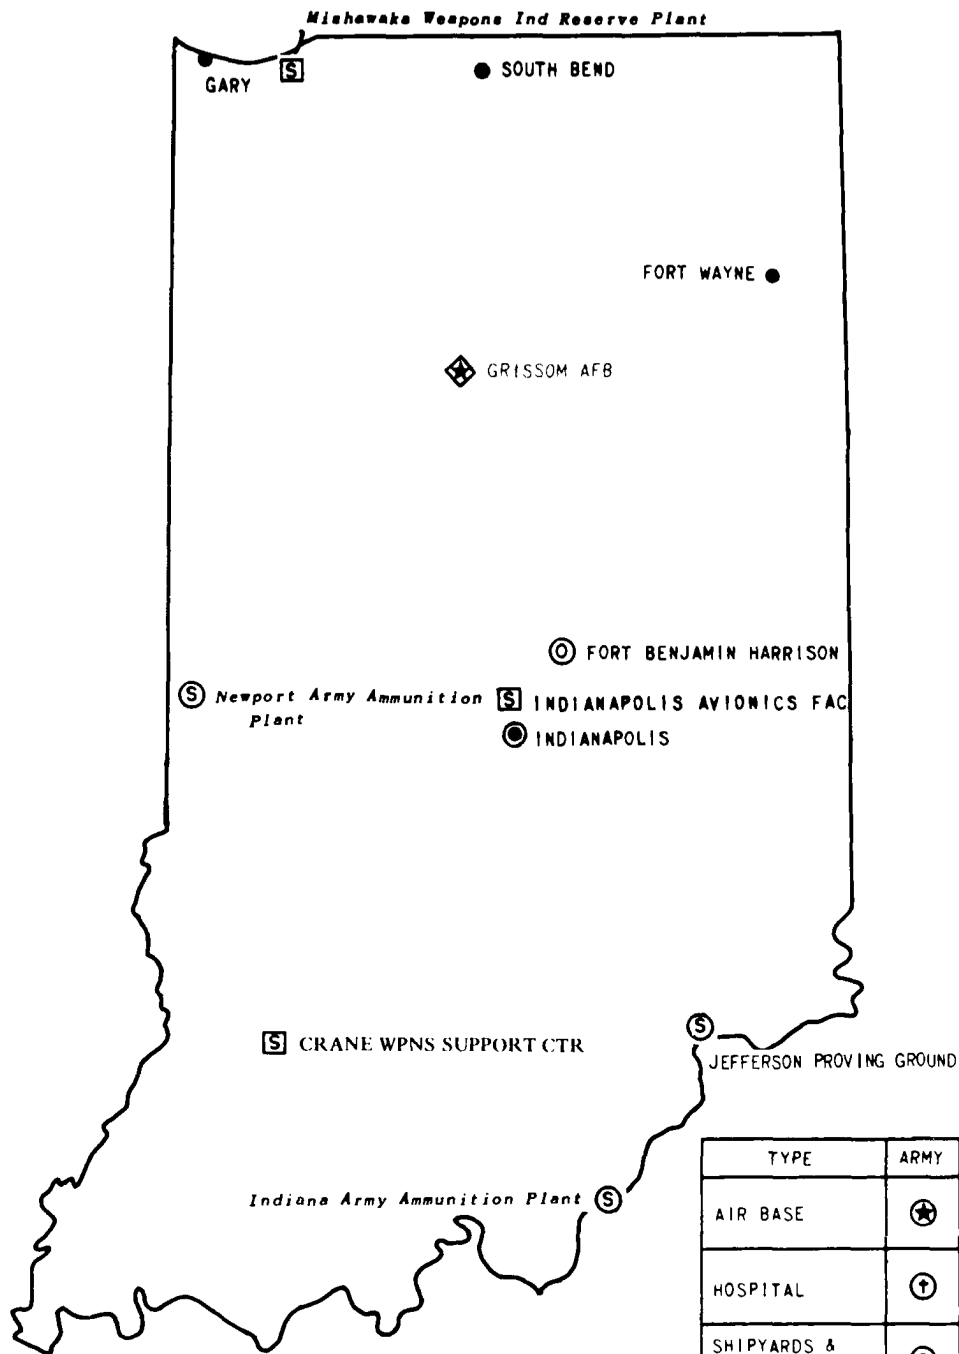 Mishawaka Weapons Ind Reserve Plant
S
GARY
SOUTH BEND
FORT WAYNE
GRISSOM AFB
O FORT BENJAMIN HARRISON
S Newport Army Ammunition
Plant
S INDIANAPOLIS AVIONICS FAC
INDIANAPOLIS
S CRANE WPNS SUPPORT CTR
S
JEFFERSON PROVING GROUND
Indiana Army Ammunition Plant S
TYPE ARMY
AIR BASE
HOSPITAL
SHIPYARDS &